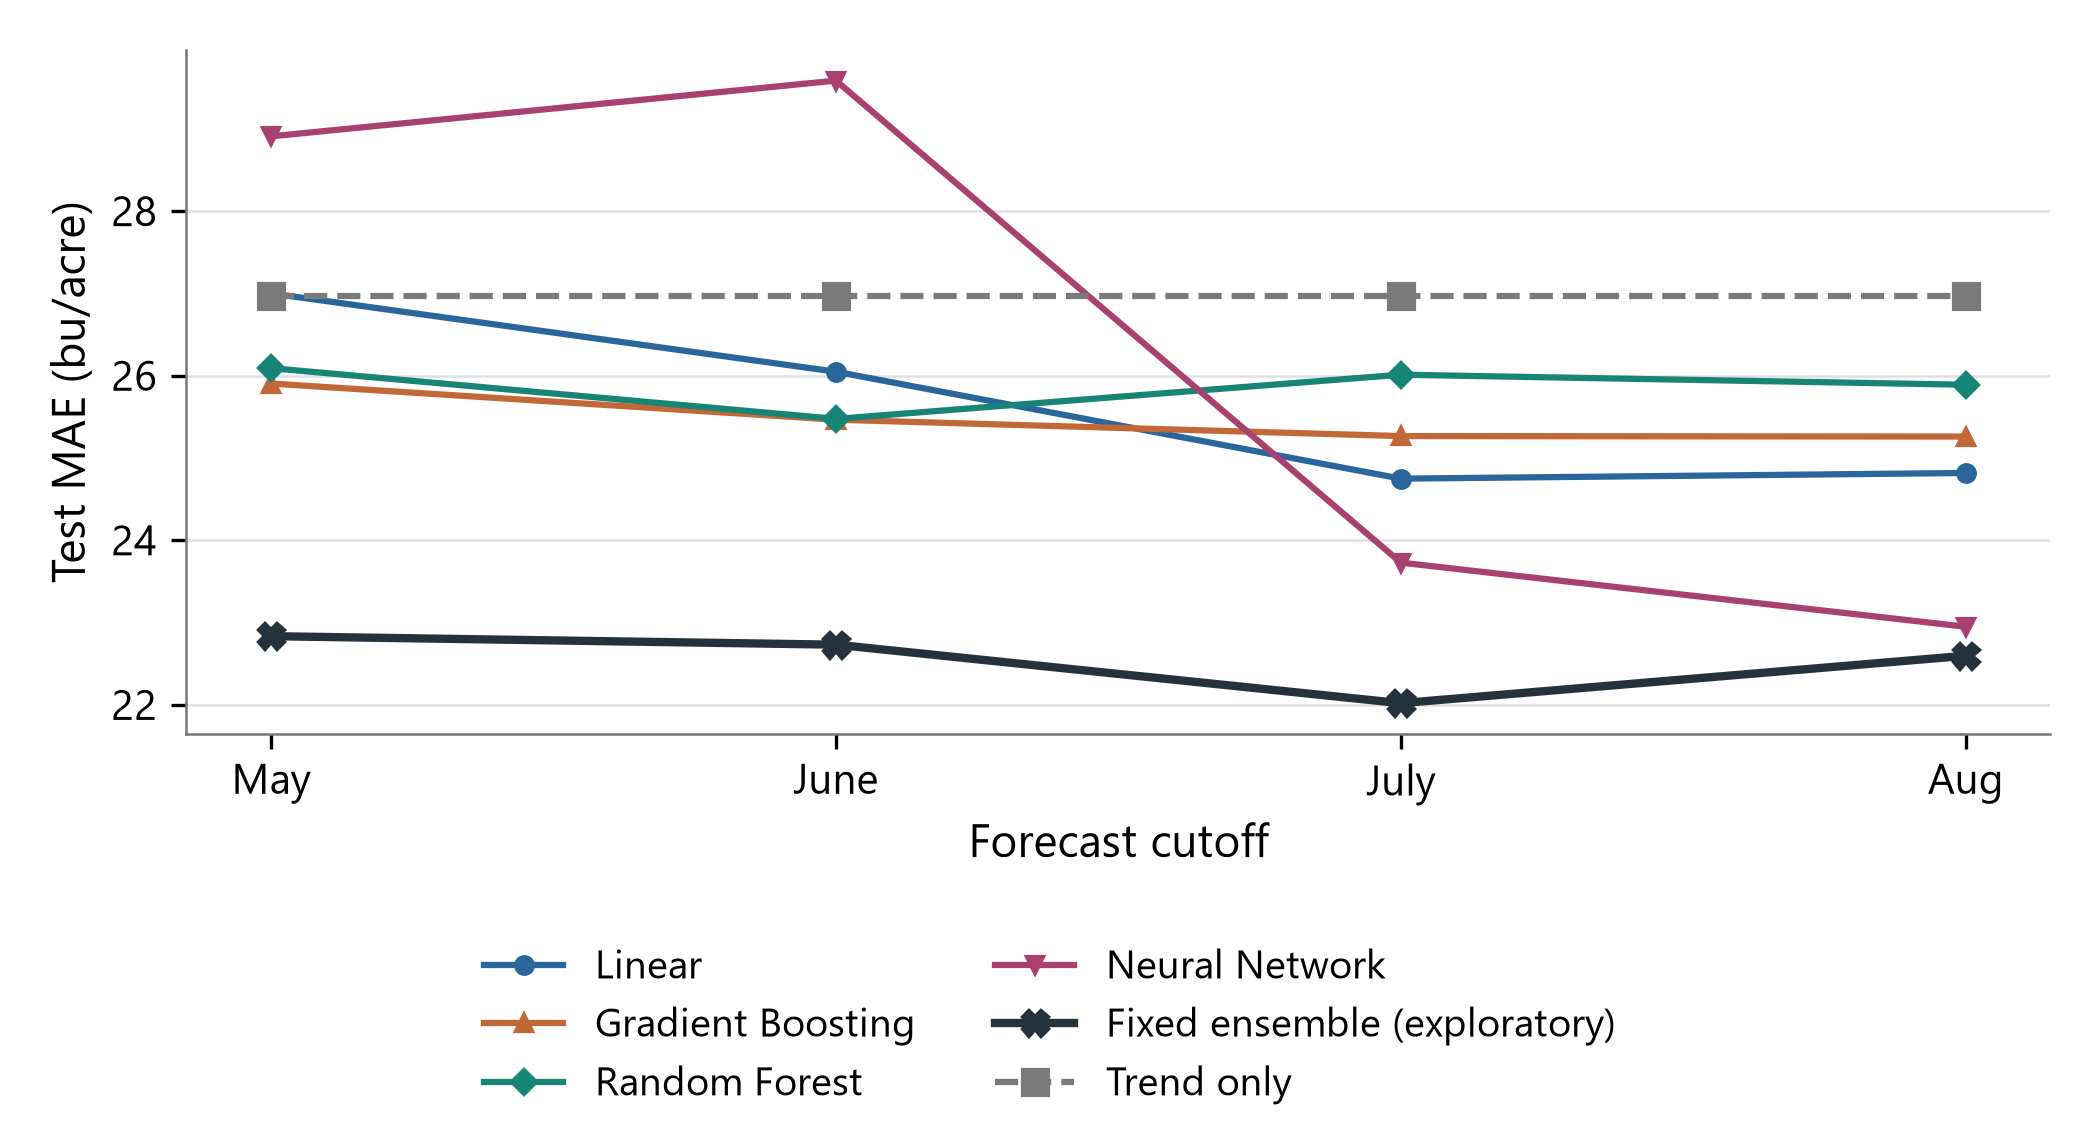 Test MAE (bu/acre)
28
26
24
22
May June July Aug
Forecast cutoff
Linear
Gradient Boosting
Random Forest
Neural Network
Fixed ensemble (exploratory)
Trend only